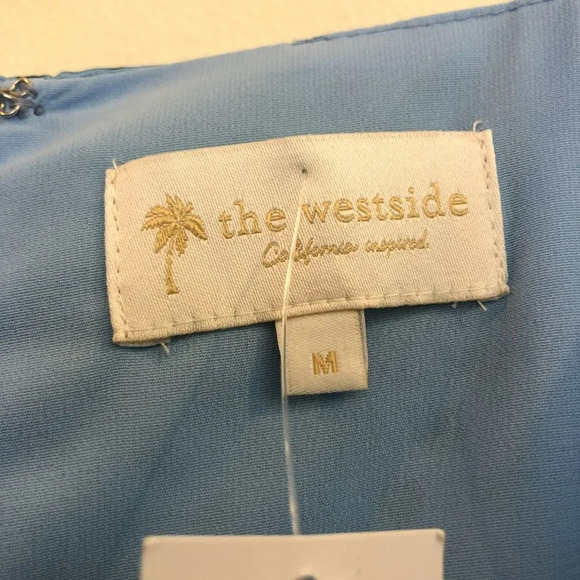 the westside
California inspired.
M